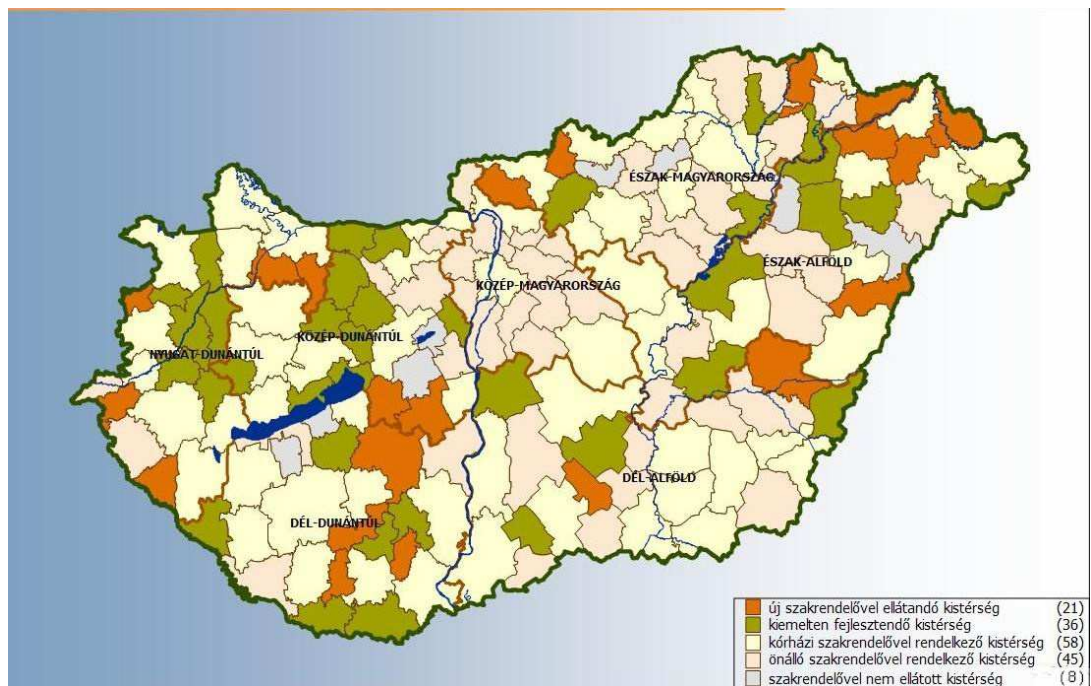 ÉSZAK-MAGYARORSZÁG
ÉSZAK-ALFÖLD
KÖZÉP-MAGYARORSZÁG
KÖZÉP-DUNÁNTÚL
NYUGAT-DUNÁNTÚL
DÉL-ALFÖLD
DÉL-DUNÁNTÚL
új szakrendelővel ellátandó kistérség (21)
kiemelten fejlesztendő kistérség (36)
kórházi szakrendelővel rendelkező kistérség (58)
önálló szakrendelővel rendelkező kistérség (45)
szakrendelővel nem ellátott kistérség (8)